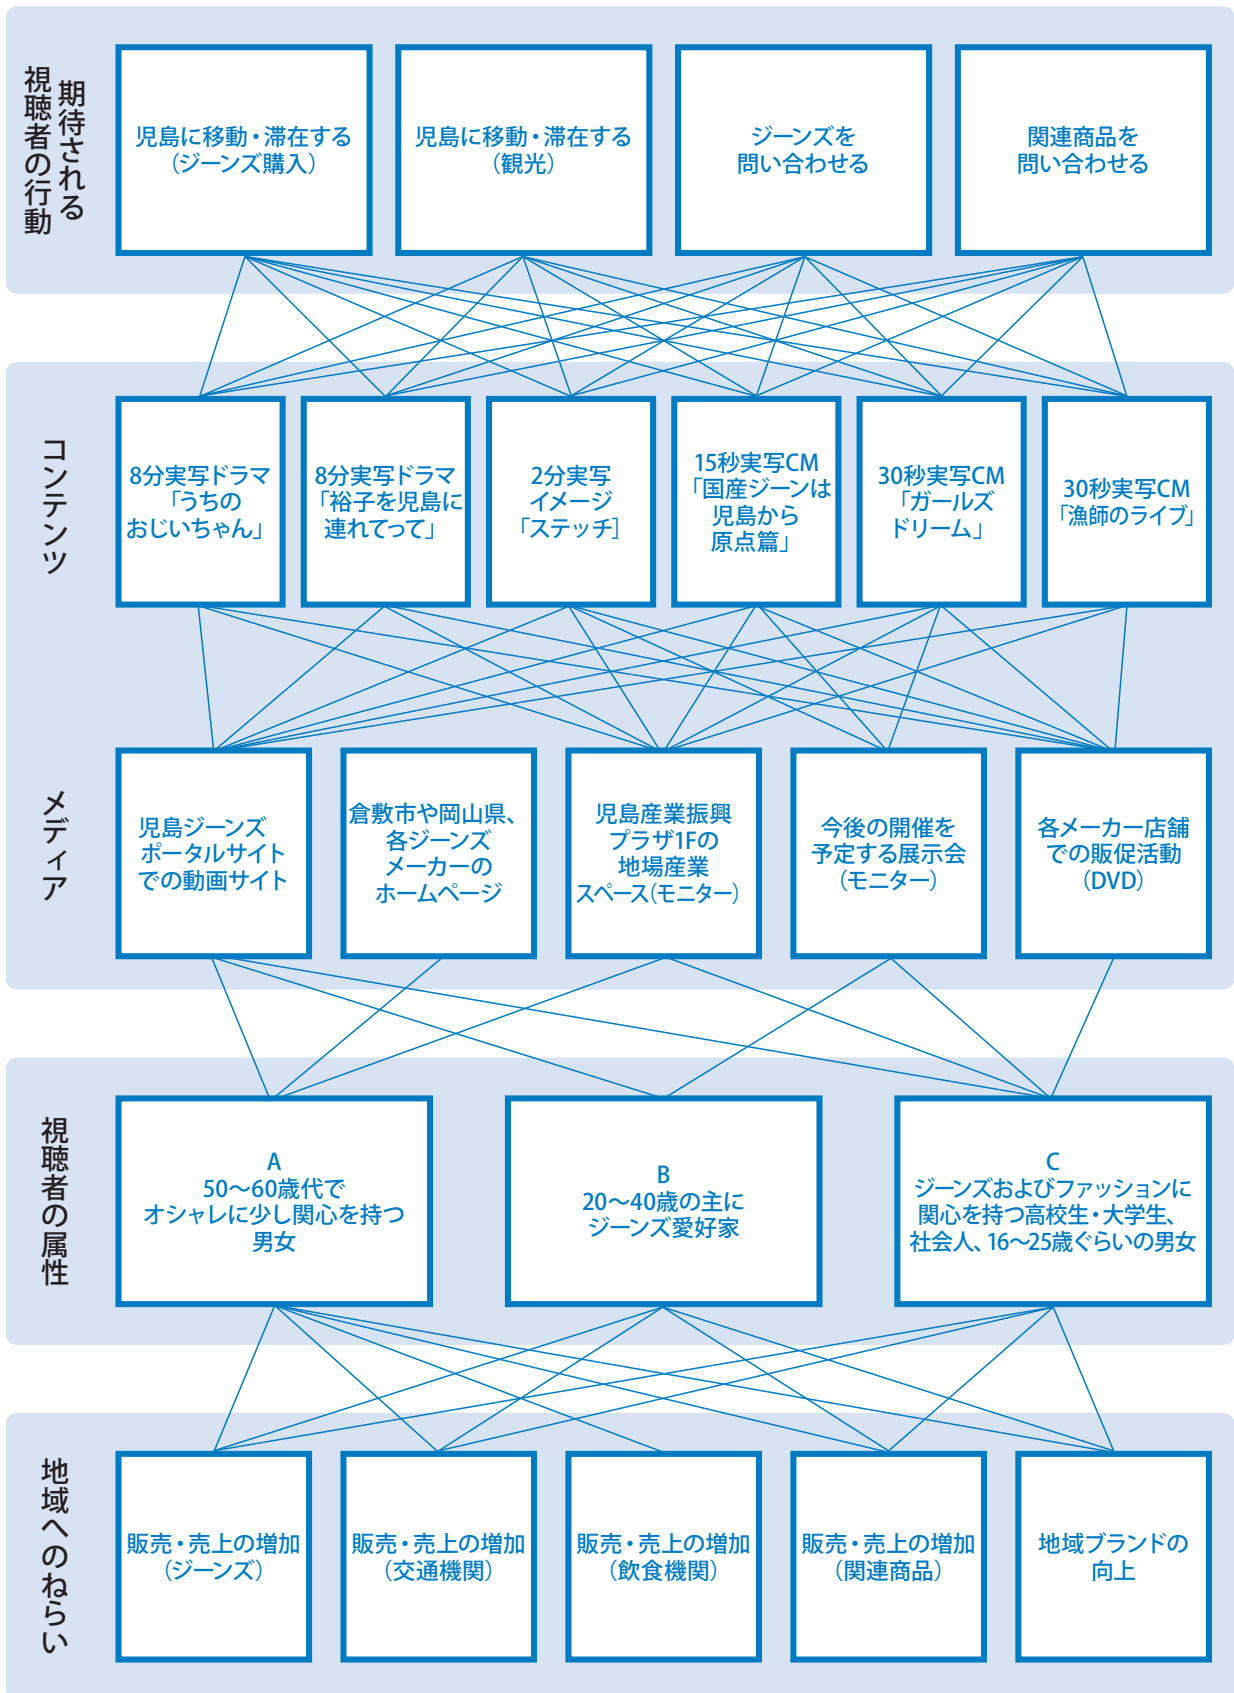 期待される
視聴者の行動
児島に移動・滞在する
（ジーンズ購入）
児島に移動・滞在する
（観光）
ジーンズを
問い合わせる
関連商品を
問い合わせる
コンテンツ
8分実写ドラマ
「うちの
おじいちゃん」
8分実写ドラマ
「裕子を児島に
連れてって」
2分実写
イメージ
「ステッチ］
15秒実写CM
「国産ジーンは
児島から
原点篇」
30秒実写CM
「ガールズ
ドリーム」
30秒実写CM
「漁師のライブ」
メディア
児島ジーンズ
ポータルサイト
での動画サイト
倉敷市や岡山県、
各ジーンズ
メーカーの
ホームページ
児島産業振興
プラザ1Fの
地場産業
スペース（モニター）
今後の開催を
予定する展示会
（モニター）
各メーカー店舗
での販促活動
（DVD）
視聴者の属性
A
50〜60歳代で
オシャレに少し関心を持つ
男女
B
20〜40歳の主に
ジーンズ愛好家
C
ジーンズおよびファッションに
関心を持つ高校生・大学生、
社会人、16〜25歳ぐらいの男女
地域へのねらい
販売・売上の増加
（ジーンズ）
販売・売上の増加
（交通機関）
販売・売上の増加
（飲食機関）
販売・売上の増加
（関連商品）
地域ブランドの
向上